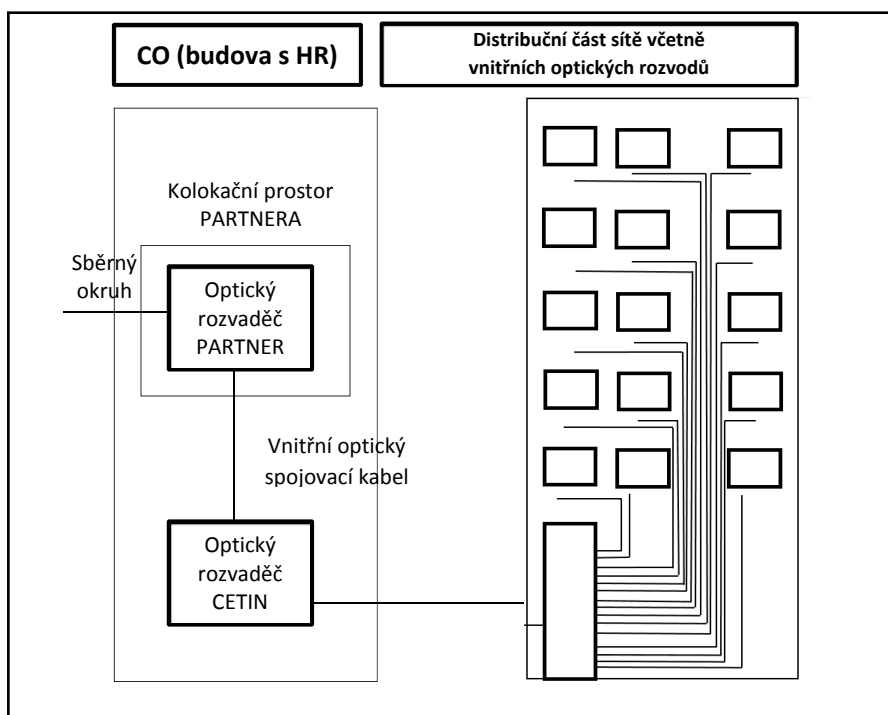 CO (budova s HR)
Distribuční část sítě včetně
vnitřních optických rozvodů
Kolokační prostor
PARTNERA
Sběrný
okruh
Optický
rozvaděč
PARTNER
Vnitřní optický
spojovací kabel
Optický
rozvaděč
CETIN